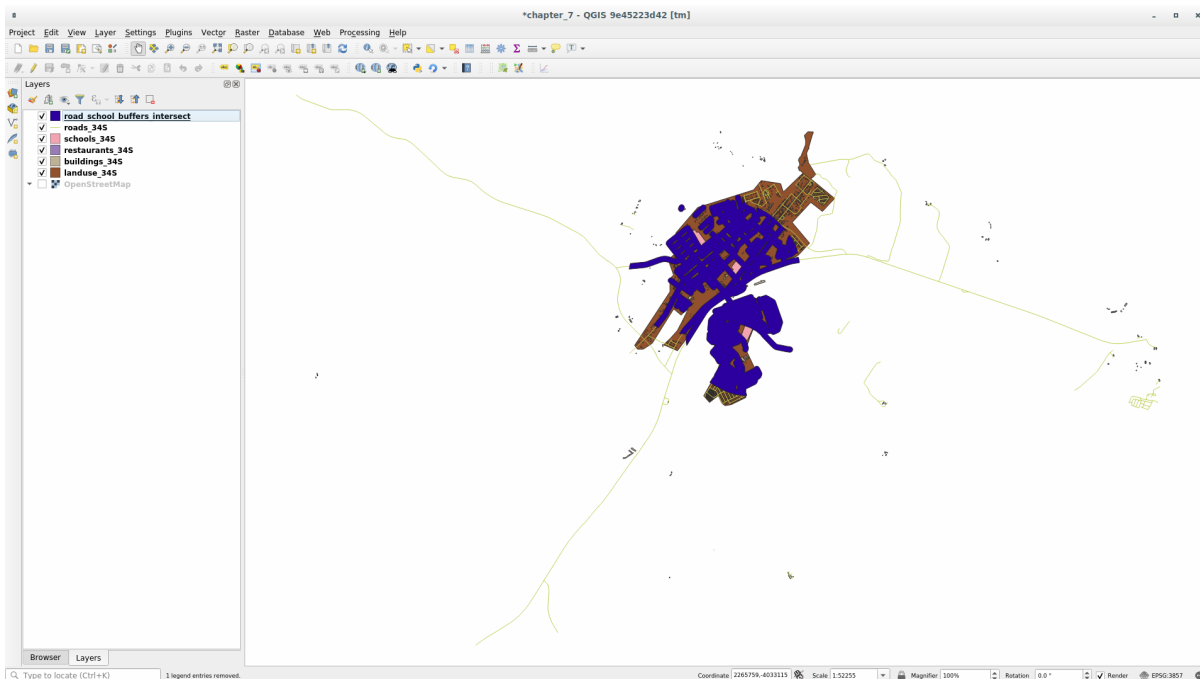 *chapter_7 - QGIS 9e45223d42 [tm]
Project Edit View Layer Settings Plugins Vector Raster Database Web Processing Help
Layers
road_school_buffers_intersect
roads_34S
schools_34S
restaurants_34S
buildings_34S
landuse_34S
OpenStreetMap
Browser Layers
Type to locate (Ctrl+K) 1 legend entries removed. Coordinate 2265759,-4033115 Scale 1:52255 Magnifier 100% Rotation 0.0 ° Render EPSG:3857